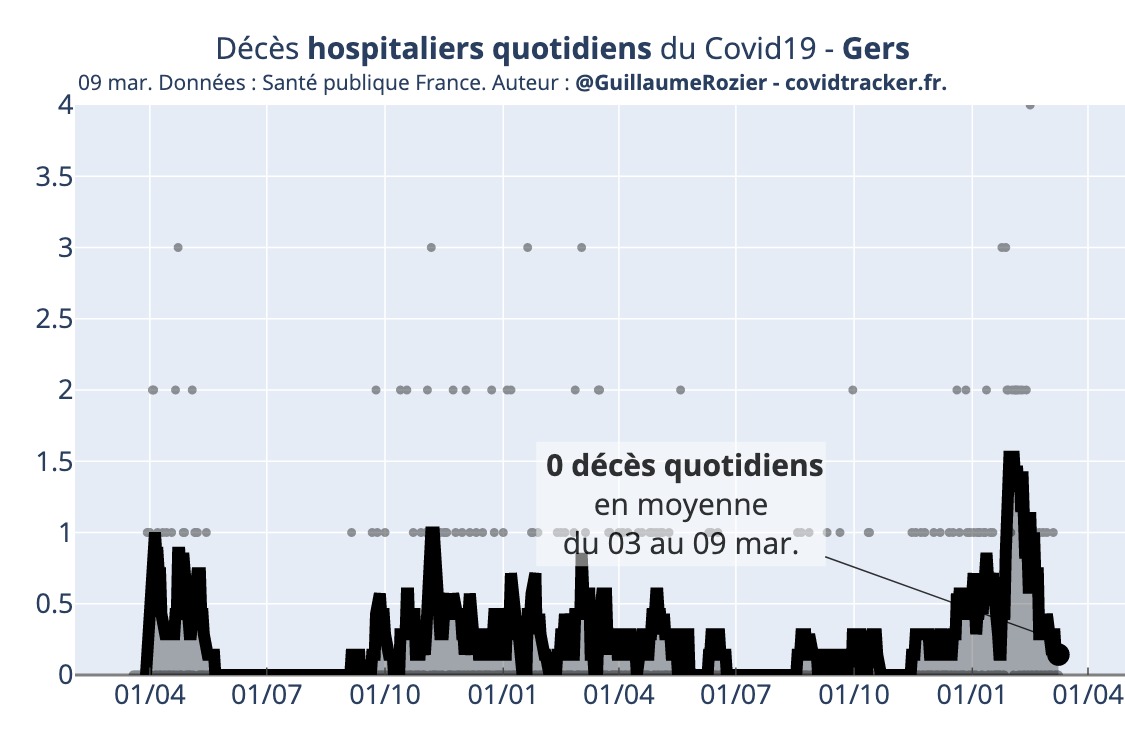 Décès hospitaliers quotidiens du Covid19 - Gers
09 mar. Données : Santé publique France. Auteur : @GuillaumeRozier - covidtracker.fr.
4
3.5
3
2.5
2
1.5
1
0.5
0
0 décès quotidiens
en moyenne
du 03 au 09 mar.
01/04 01/07 01/10 01/01 01/04 01/07 01/10 01/01 01/04